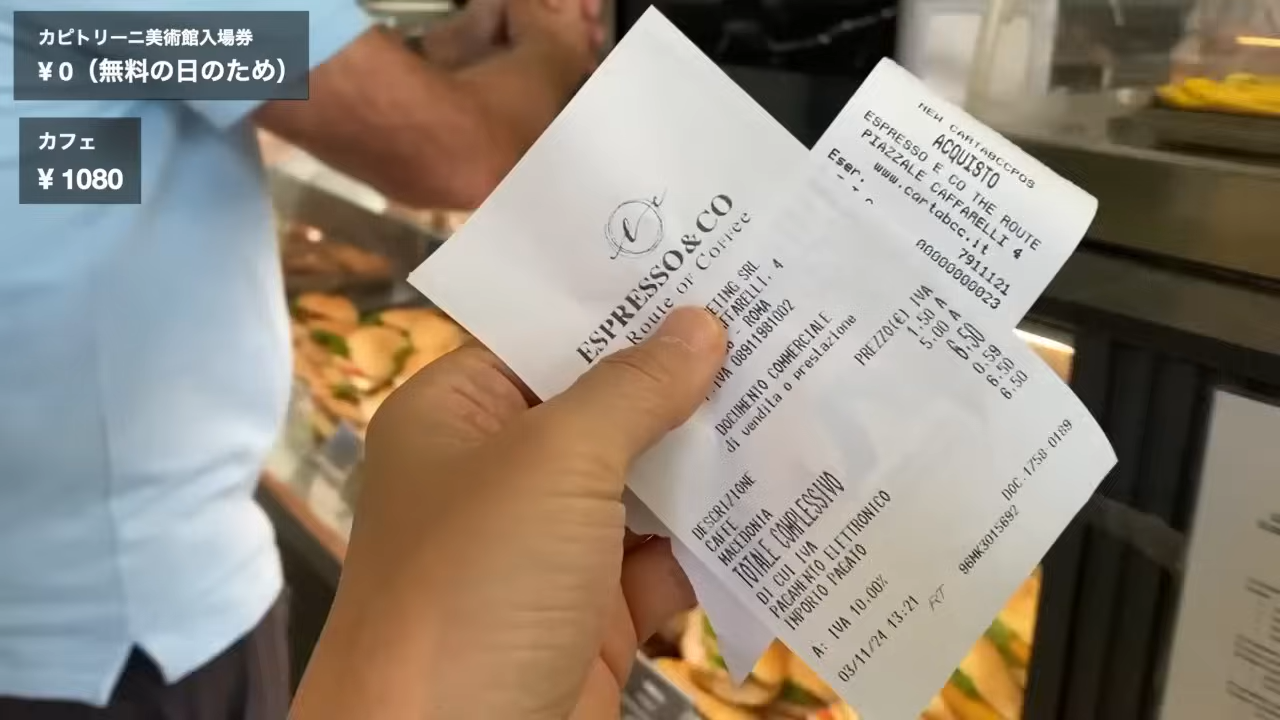 カピトリーニ美術館入場券
¥ 0（無料の日のため）
カフェ
¥ 1080
ESPRESSO&CO
Route of Coffee
ETING SRL
FARELLI, 4
- ROMA
IVA 08911981002
DOCUMENTO COMMERCIALE
di vendita o prestazione
DESCRIZIONE PREZZO(€) IVA
CAFFE 1.50 A
MACEDONIA 5.00 A
TOTALE COMPLESSIVO 6.50
DI CUI IVA 0.59
PAGAMENTO ELETTRONICO 6.50
IMPORTO PAGATO 6.50
A: IVA 10.00%
03/11/24 13:21 DOC.1758-0189
RT 96MK3015692
NEW CARTABCCPOS
ACQUISTO
ESPRESSO E CO THE ROUTE
PIAZZALE CAFFARELLI 4
www.cartabcc.it
Eser. 7911121
00000000023